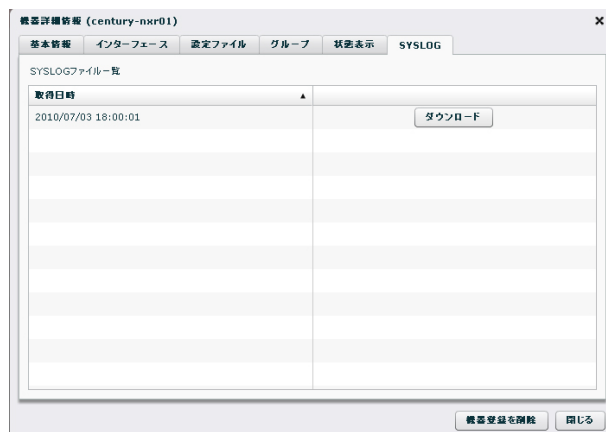 機器詳細情報 (century-nxr01)
基本情報 インターフェース 設定ファイル グループ 状態表示 SYSLOG
SYSLOGファイル一覧
取得日時
2010/07/03 18:00:01 ダウンロード
機器登録を削除 閉じる